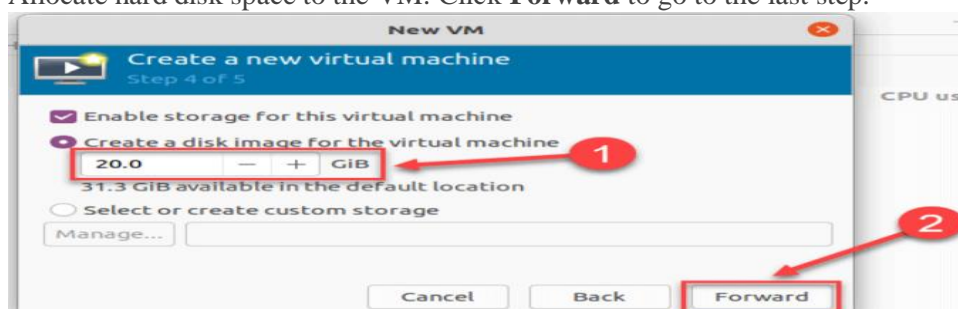 Allocate hard disk space to the VM. Click Forward to go to the last step.
New VM
Create a new virtual machine
Step 4 of 5
CPU us
Enable storage for this virtual machine
Create a disk image for the virtual machine
1
20.0 − + GiB
31.3 GiB available in the default location
Select or create custom storage
2
Manage...
Cancel Back Forward